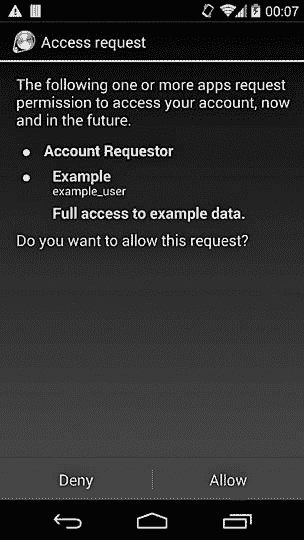 00:07
Access request
The following one or more apps request
permission to access your account, now
and in the future.
Account Requestor
Example
example_user
Full access to example data.
Do you want to allow this request?
Deny
Allow